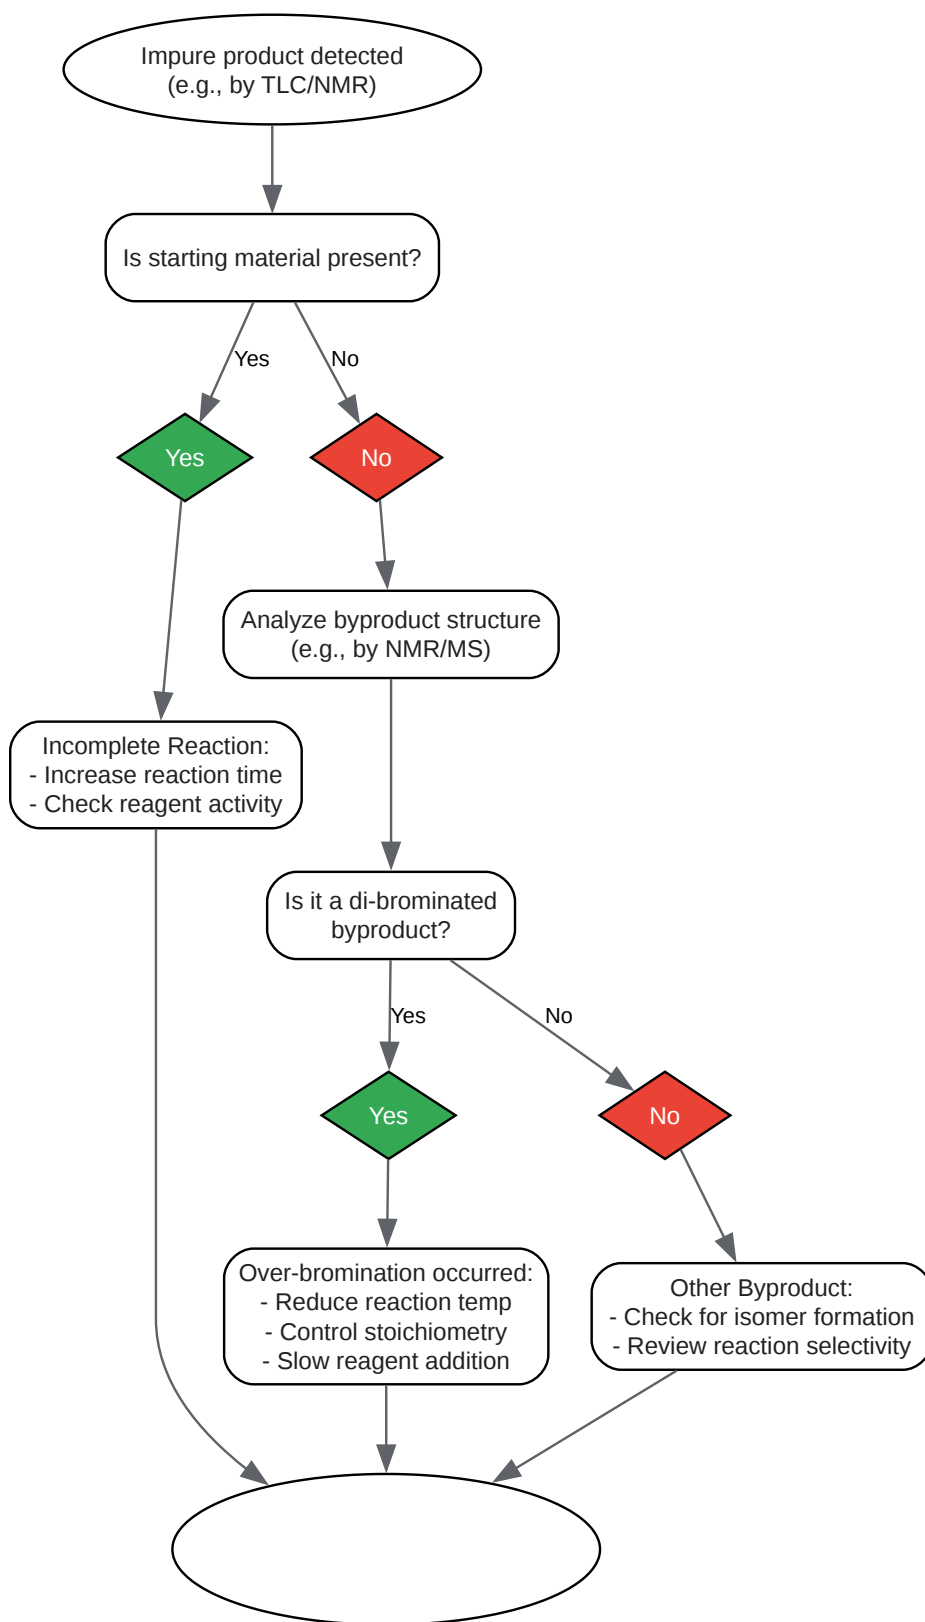 Impure product detected
(e.g., by TLC/NMR)
Is starting material present?
Yes
No
Yes
No
Analyze byproduct structure
(e.g., by NMR/MS)
Incomplete Reaction:
- Increase reaction time
- Check reagent activity
Is it a di-brominated
byproduct?
Yes
No
Yes
No
Over-bromination occurred:
- Reduce reaction temp
- Control stoichiometry
- Slow reagent addition
Other Byproduct:
- Check for isomer formation
- Review reaction selectivity